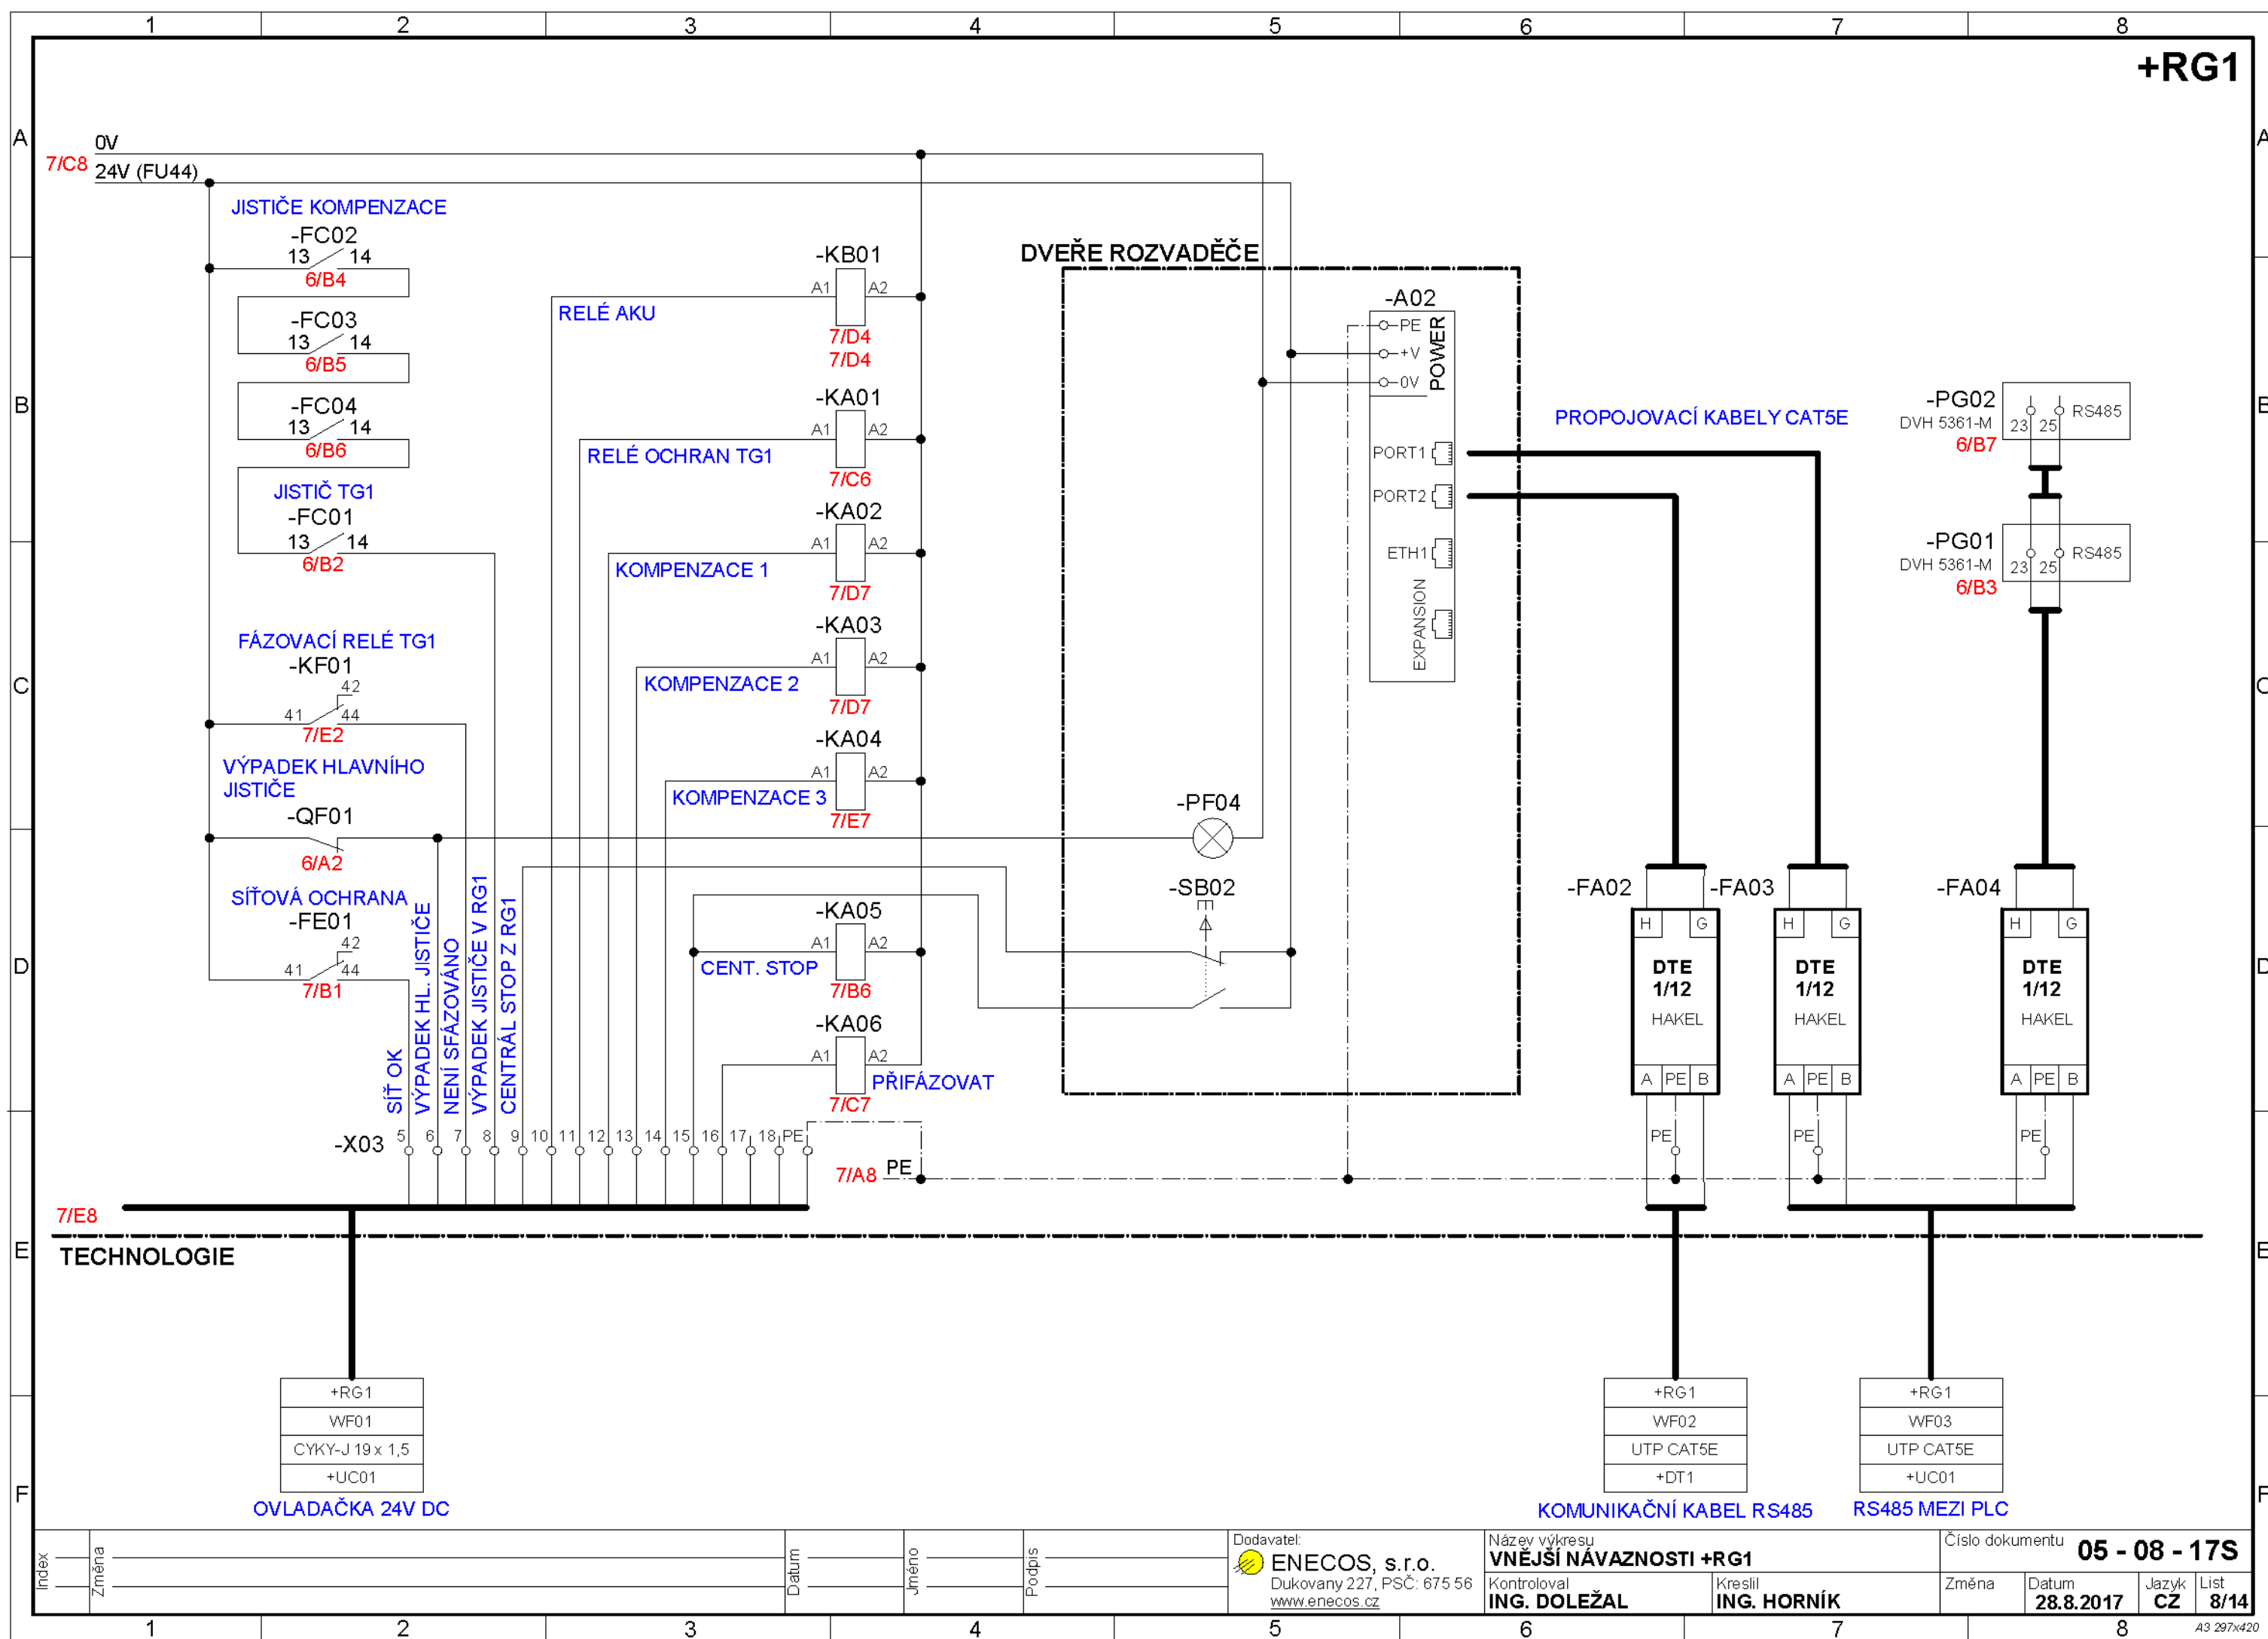 1 2 3 4 5 6 7 8
+RG1
A
A
0V
7/C8
24V (FU44)
JISTIČE KOMPENZACE
-FC02
13 14
6/B4
-FC03
13 14
6/B5
-FC04
13 14
6/B6
JISTIČ TG1
-FC01
13 14
6/B2
FÁZOVACÍ RELÉ TG1
-KF01
42
41 44
7/E2
VÝPADEK HLAVNÍHO
JISTIČE
-QF01
6/A2
SÍŤOVÁ OCHRANA
-FE01
42
41 44
7/B1
B
B
C
C
D
D
E
E
F
F
RELÉ AKU
-KB01
A1 A2
7/D4
7/D4
RELÉ OCHRAN TG1
-KA01
A1 A2
7/C6
KOMPENZACE 1
-KA02
A1 A2
7/D7
KOMPENZACE 2
-KA03
A1 A2
7/D7
KOMPENZACE 3
-KA04
A1 A2
7/E7
CENT. STOP
-KA05
A1 A2
7/B6
-KA06
A1 A2
PŘIFÁZOVAT
7/C7
SÍŤ OK
VÝPADEK HL. JISTIČE
NENÍ SFÁZOVÁNO
VÝPADEK JISTIČE V RG1
CENTRÁL STOP Z RG1
-X03
5 6 7 8 9 10 11 12 13 14 15 16 17 18 PE
7/A8 PE
DVEŘE ROZVADĚČE
-A02
PE
+V
0V
POWER
PORT1
PORT2
ETH1
EXPANSION
-PF04
-SB02
PROPOJOVACÍ KABELY CAT5E
-PG02
DVH 5361-M
6/B7
23 25
RS485
-PG01
DVH 5361-M
6/B3
23 25
RS485
-FA02
H G
DTE
1/12
HAKEL
A PE B
PE
-FA03
H G
DTE
1/12
HAKEL
A PE B
PE
-FA04
H G
DTE
1/12
HAKEL
A PE B
PE
7/E8
TECHNOLOGIE
+RG1
WF01
CYKY-J 19 x 1,5
+UC01
OVLADAČKA 24V DC
+RG1
WF02
UTP CAT5E
+DT1
KOMUNIKAČNÍ KABEL RS485
+RG1
WF03
UTP CAT5E
+UC01
RS485 MEZI PLC
Index
Změna
Datum
Jméno
Podpis
Dodavatel:
ENECOS, s.r.o.
Dukovany 227, PSČ: 675 56
www.enecos.cz
Název výkresu
VNĚJŠÍ NÁVAZNOSTI +RG1
Kontroloval
ING. DOLEŽAL
Kreslil
ING. HORNÍK
Číslo dokumentu
05 - 08 - 17S
Změna
Datum
28.8.2017
Jazyk
CZ
List
8/14
1 2 3 4 5 6 7 8
A3 297x420